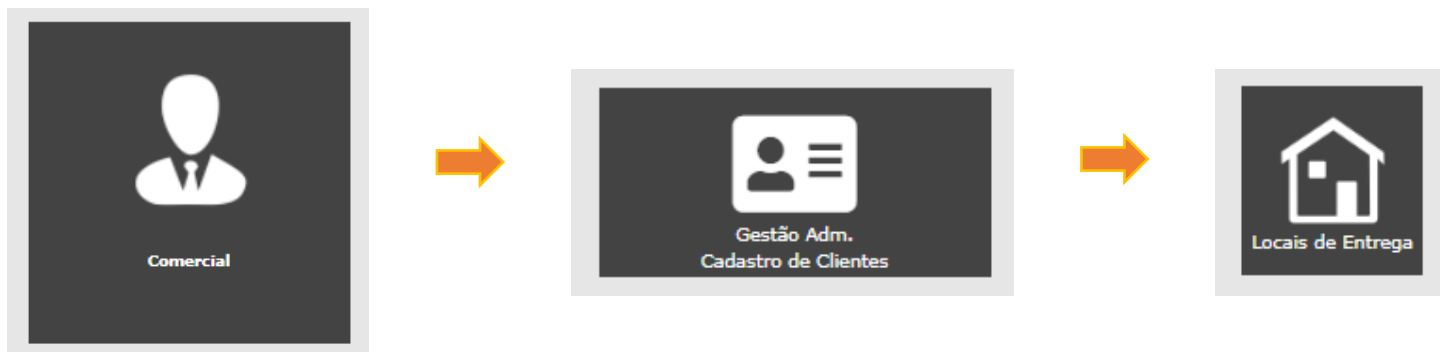 Comercial
Gestão Adm.
Cadastro de Clientes
Locais de Entrega